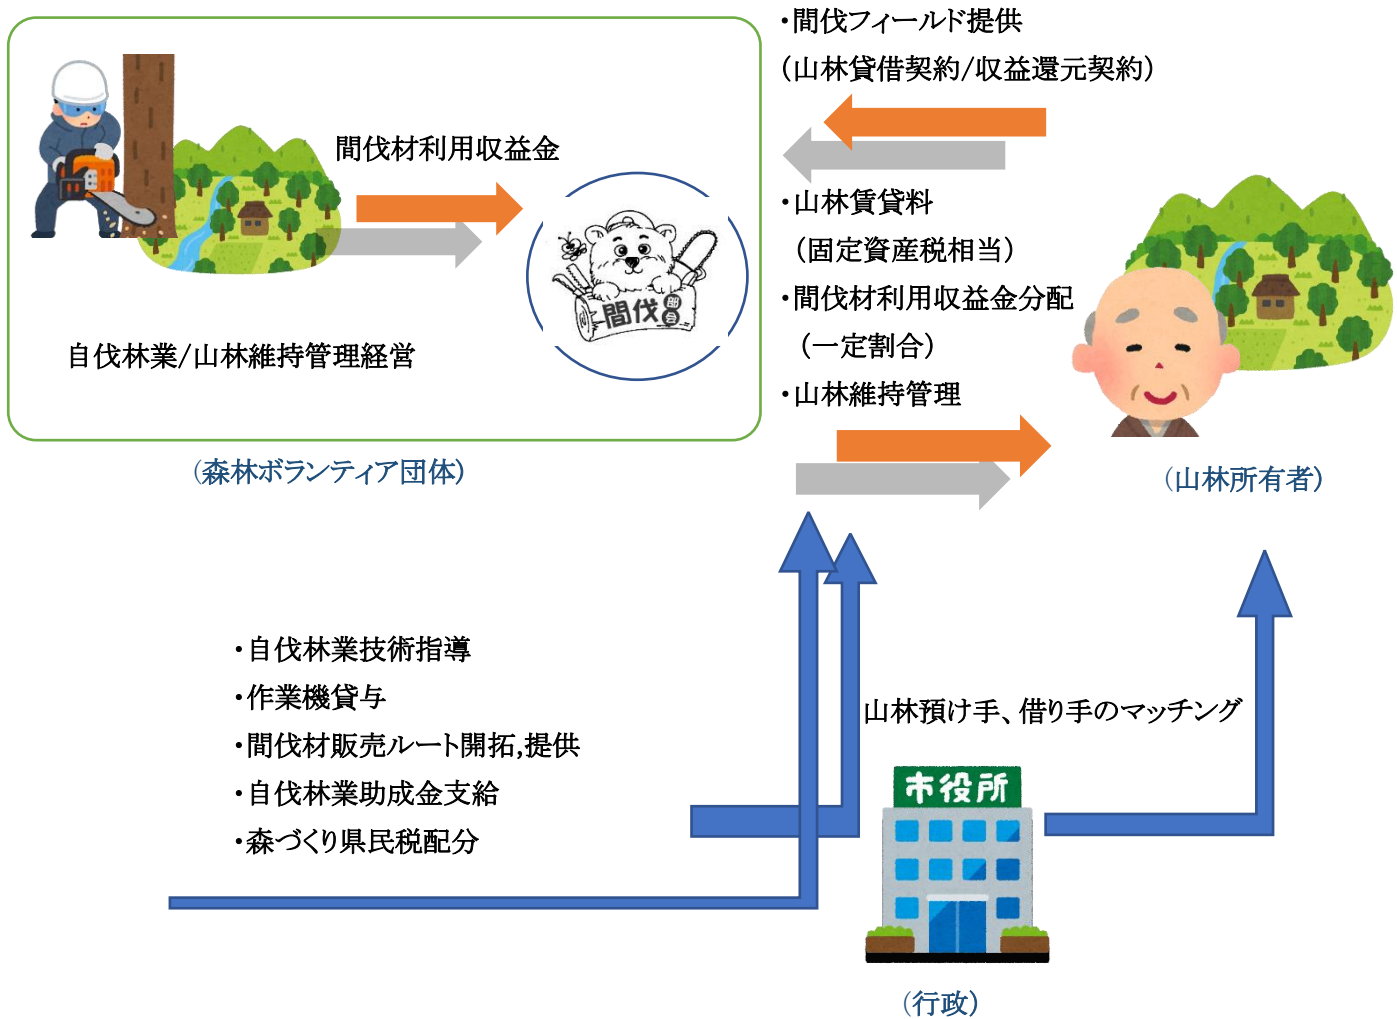 ・間伐フィールド提供
（山林貸借契約/収益還元契約）
間伐材利用収益金
・山林賃貸料
（固定資産税相当）
・間伐材利用収益金分配
（一定割合）
・山林維持管理
間伐部会
自伐林業/山林維持管理経営
（森林ボランティア団体）
（山林所有者）
・自伐林業技術指導
・作業機貸与
・間伐材販売ルート開拓,提供
・自伐林業助成金支給
・森づくり県民税配分
山林預け手、借り手のマッチング
市役所
（行政）